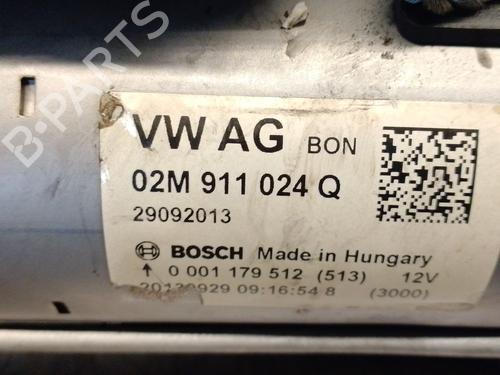 VW AG BON
02M 911 024 Q
29092013
BOSCH Made in Hungary
↑ 0 001 179 512 (513) 12V
20130929 09:16:54 8 (3000)
B-PARTS